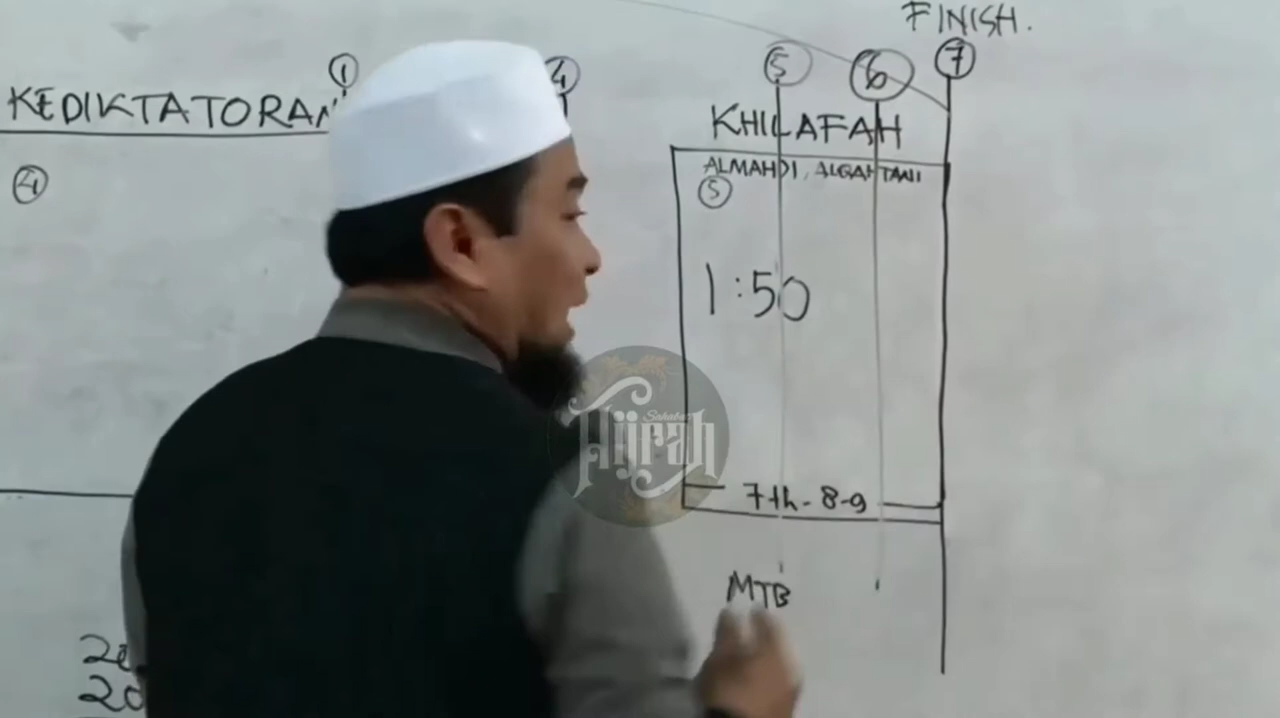 FINISH.
① ④ ⑤ ⑥ ⑦
KEDIKTATORAN KHILAFAH
④
ALMAHDI, ALQAHTANI
⑤
1:50
Sahabat
Hijrah
7th-8-9
MTB
20